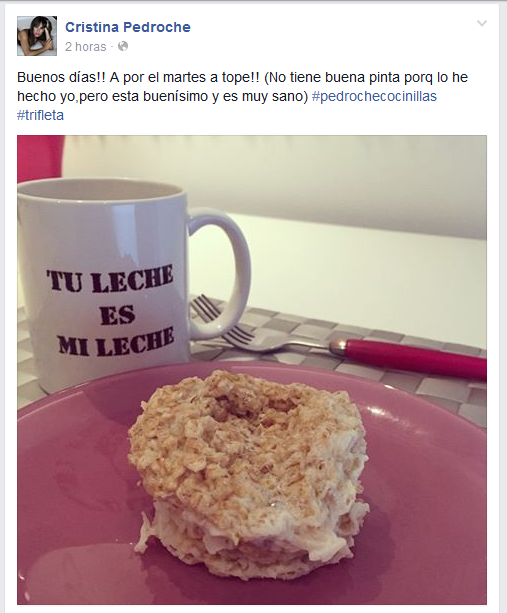 Cristina Pedroche
2 horas ·
Buenos días!! A por el martes a tope!! (No tiene buena pinta porq lo he
hecho yo,pero esta buenísimo y es muy sano) #pedrochecocinillas
#trifleta
TU LECHE
ES
MI LECHE